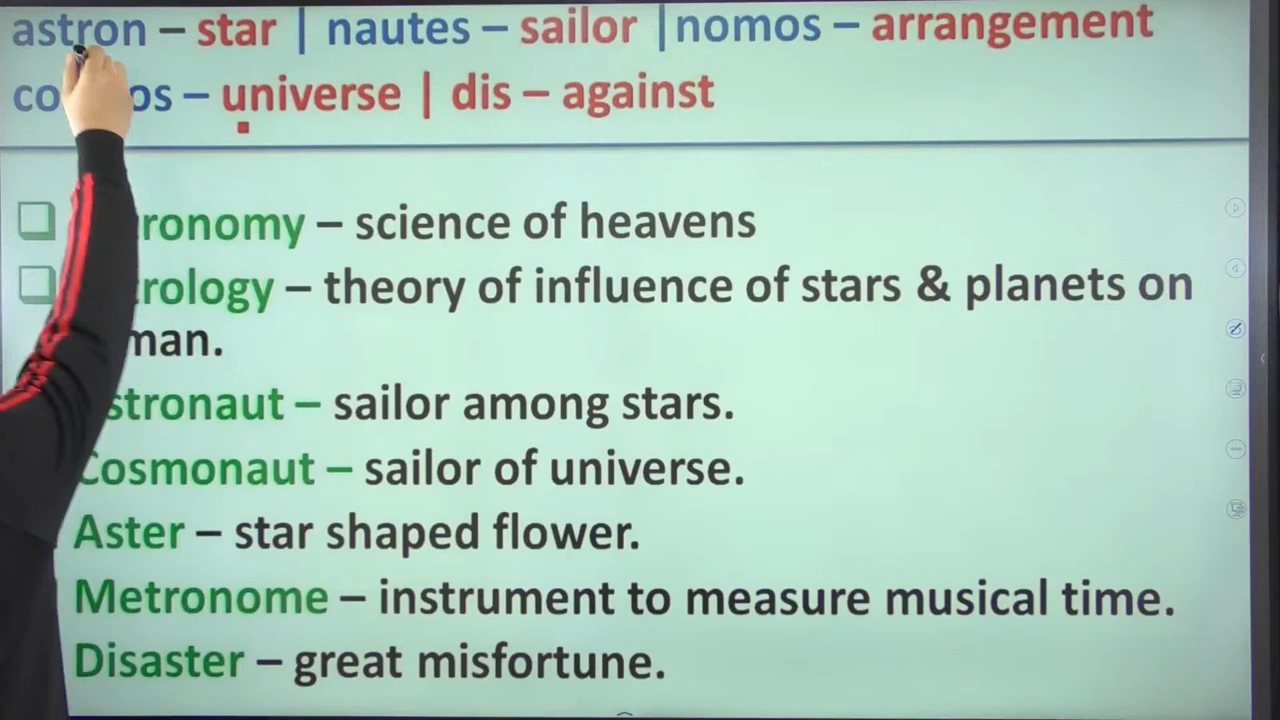 astron – star | nautes – sailor |nomos – arrangement
– universe | dis – against
– science of heavens
– theory of influence of stars & planets on
man.
– sailor among stars.
Cosmonaut – sailor of universe.
Aster – star shaped flower.
Metronome – instrument to measure musical time.
Disaster – great misfortune.